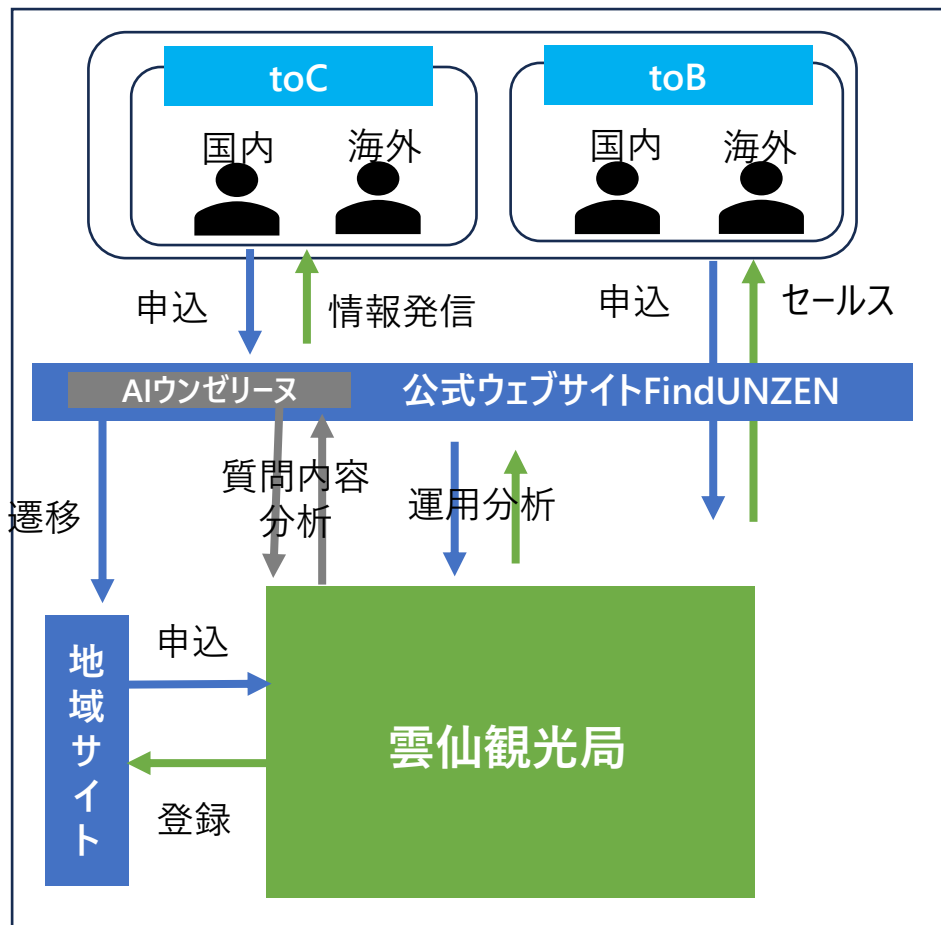 toC
toB
国内
海外
国内
海外
申込
情報発信
申込
セールス
AIウンゼリーヌ
公式ウェブサイトFindUNZEN
遷移
質問内容
分析
運用分析
地域サイト
申込
登録
雲仙観光局